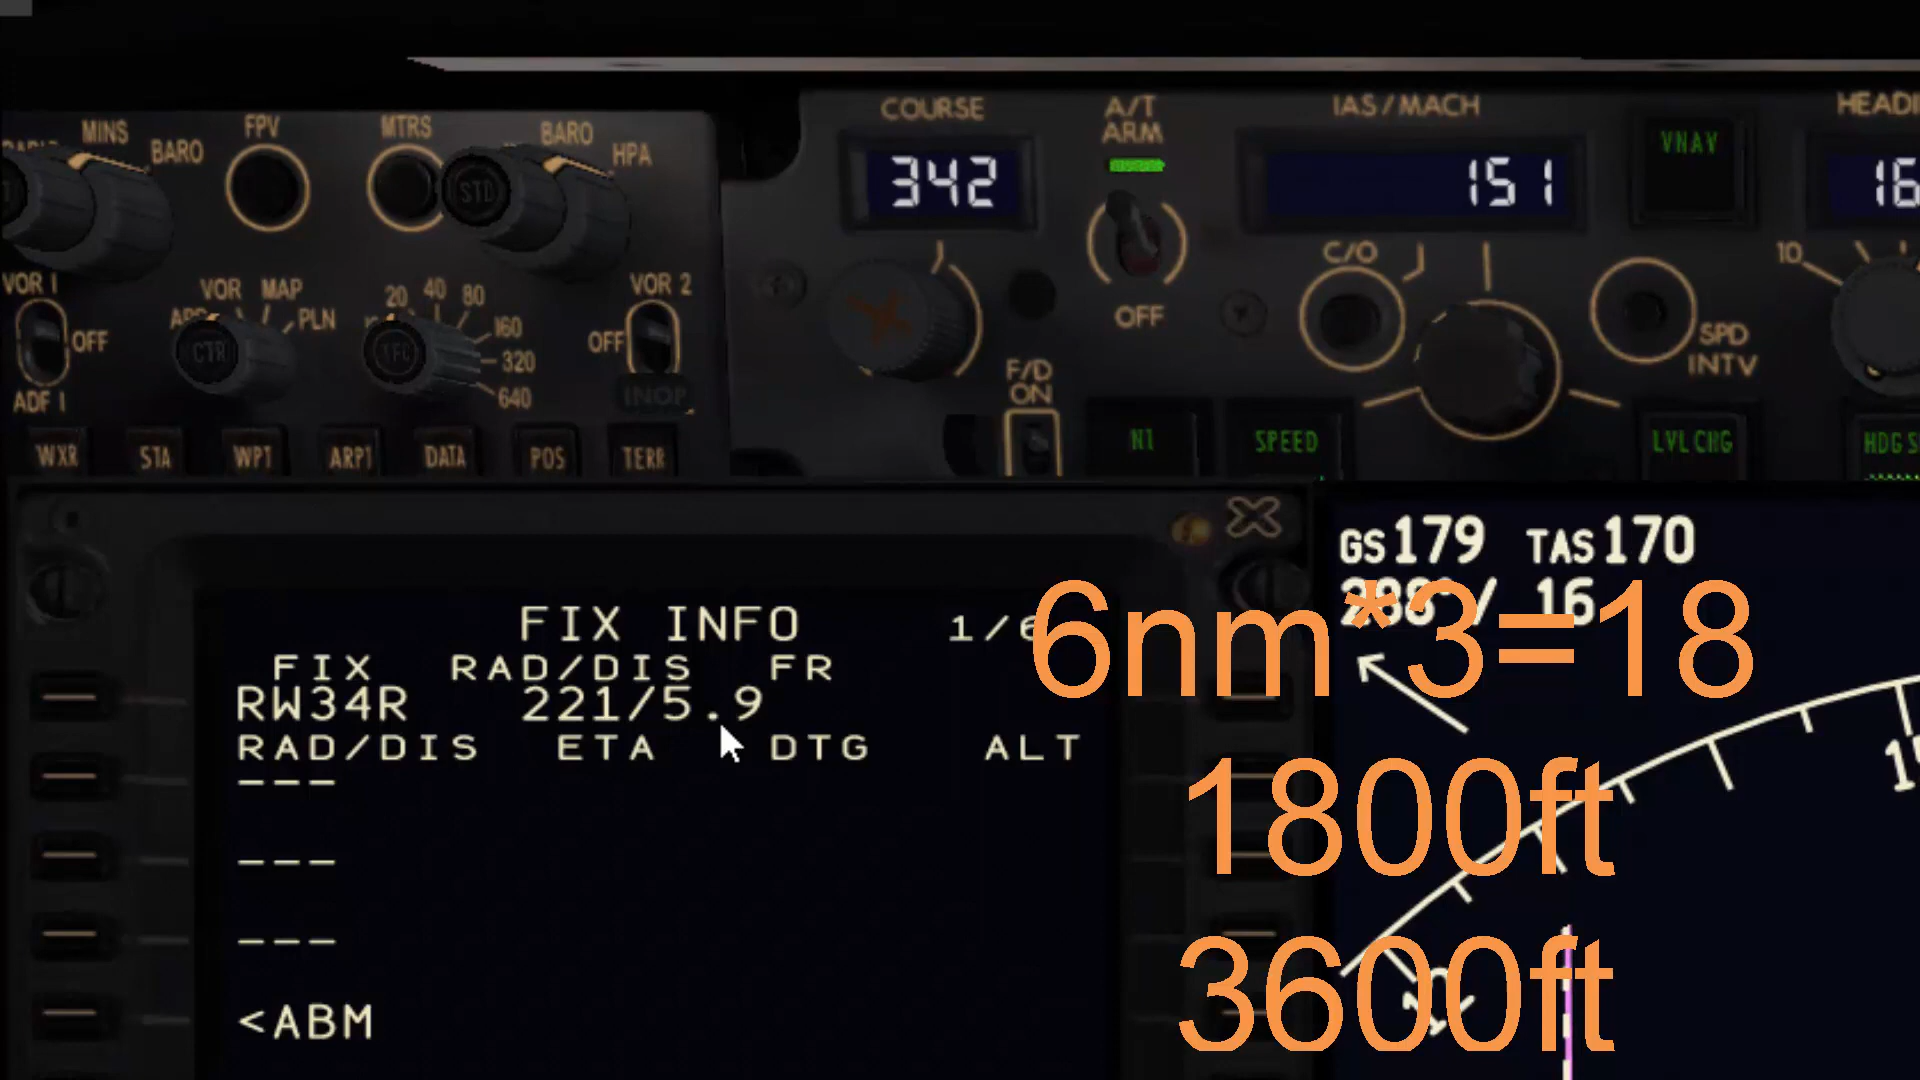 MINS
BARO
FPV
MTRS
BARO
HPA
STD
COURSE
342
A/T
ARM
OFF
IAS/MACH
151
VNAV
16
VOR 1
OFF
ADF 1
VOR
MAP
PLN
CTR
20
40
80
160
320
640
TFC
VOR 2
OFF
INOP
C/O
SPD
INTV
10
F/D
ON
WXR
STA
WPT
ARPT
DATA
POS
TERR
N1
SPEED
LVL CHG
FIX INFO 1/6
FIX RAD/DIS FR
RW34R 221/5.9
RAD/DIS ETA DTG ALT
---
---
---
<ABM
GS179 TAS170
/ 16
6nm*3=18
1800ft
3600ft